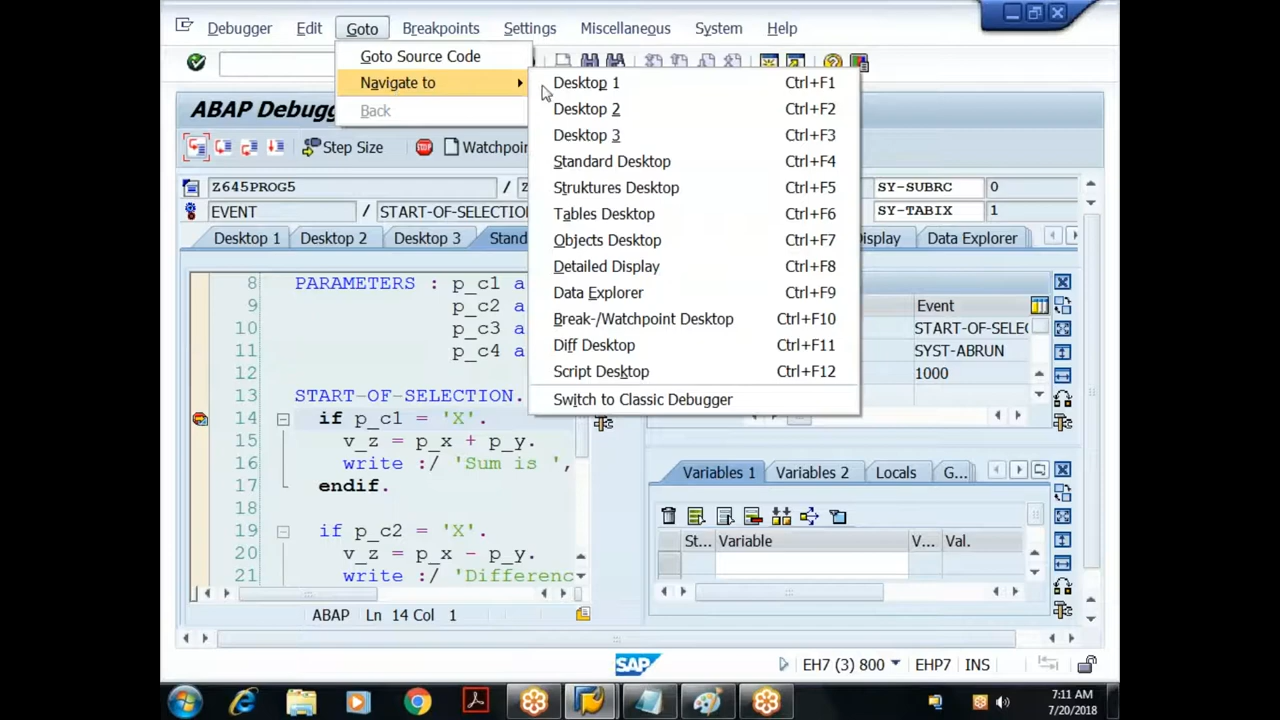 Debugger Edit Goto Breakpoints Settings Miscellaneous System Help
Goto Source Code
Navigate to
Back
Desktop 1 Ctrl+F1
Desktop 2 Ctrl+F2
Desktop 3 Ctrl+F3
Standard Desktop Ctrl+F4
Struktures Desktop Ctrl+F5
Tables Desktop Ctrl+F6
Objects Desktop Ctrl+F7
Detailed Display Ctrl+F8
Data Explorer Ctrl+F9
Break-/Watchpoint Desktop Ctrl+F10
Diff Desktop Ctrl+F11
Script Desktop Ctrl+F12
Switch to Classic Debugger
ABAP Debugg
Step Size STOP Watchpoin
Z645PROG5 / Z SY-SUBRC 0
EVENT / START-OF-SELECTION SY-TABIX 1
Desktop 1 Desktop 2 Desktop 3 Stand isplay Data Explorer
8 PARAMETERS : p_c1 a
9 p_c2 a
10 p_c3 a
11 p_c4 a
12
13 START-OF-SELECTION.
14 if p_c1 = 'X'.
15 v_z = p_x + p_y.
16 write :/ 'Sum is ',
17 endif.
18
19 if p_c2 = 'X'.
20 v_z = p_x - p_y.
21 write :/ 'Differenc
ABAP Ln 14 Col 1
Event
START-OF-SELEC
SYST-ABRUN
1000
Variables 1 Variables 2 Locals G...
St... Variable V... Val.
SAP EH7 (3) 800 EHP7 INS
7:11 AM
7/20/2018